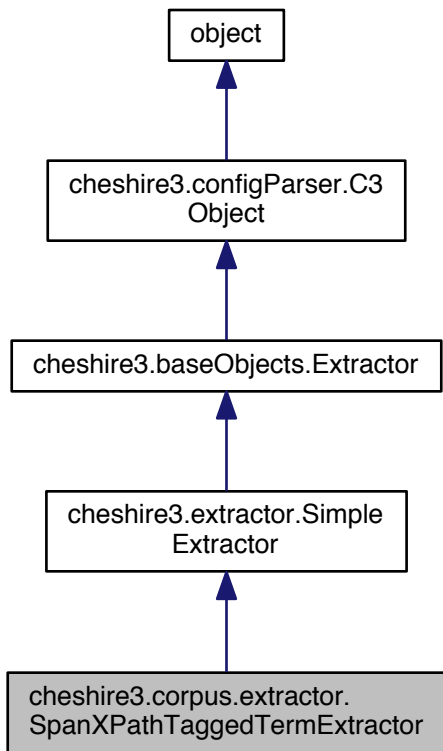 object
cheshire3.configParser.C3
Object
cheshire3.baseObjects.Extractor
cheshire3.extractor.Simple
Extractor
cheshire3.corpus.extractor.
SpanXPathTaggedTermExtractor